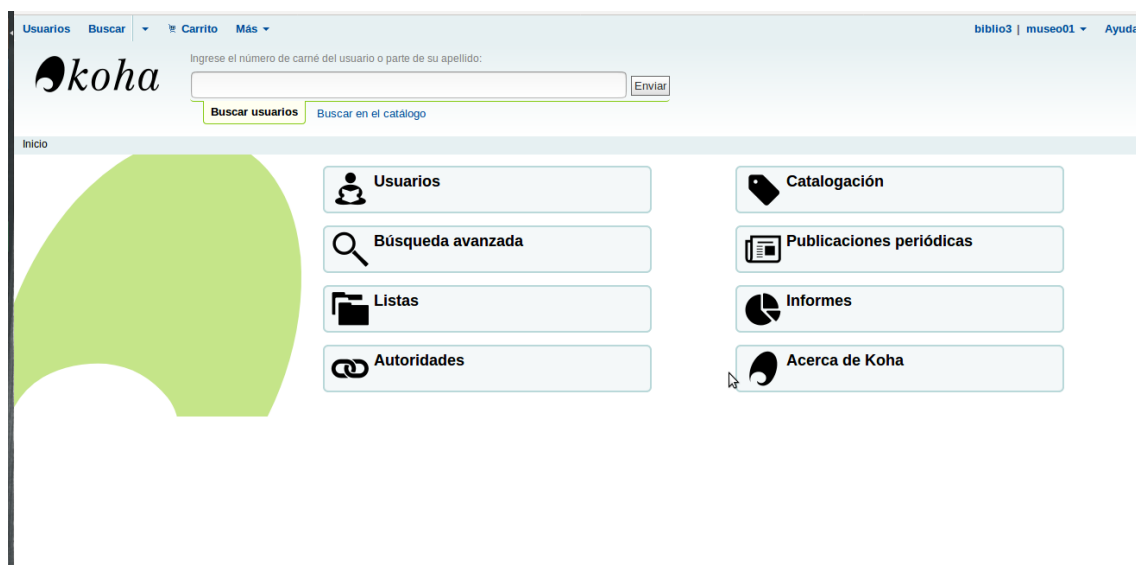 Usuarios Buscar Carrito Más biblio3 | museo01 Ayuda
koha
Ingrese el número de carné del usuario o parte de su apellido:
Enviar
Buscar usuarios Buscar en el catálogo
Inicio
Usuarios Catalogación
Búsqueda avanzada Publicaciones periódicas
Listas Informes
Autoridades Acerca de Koha